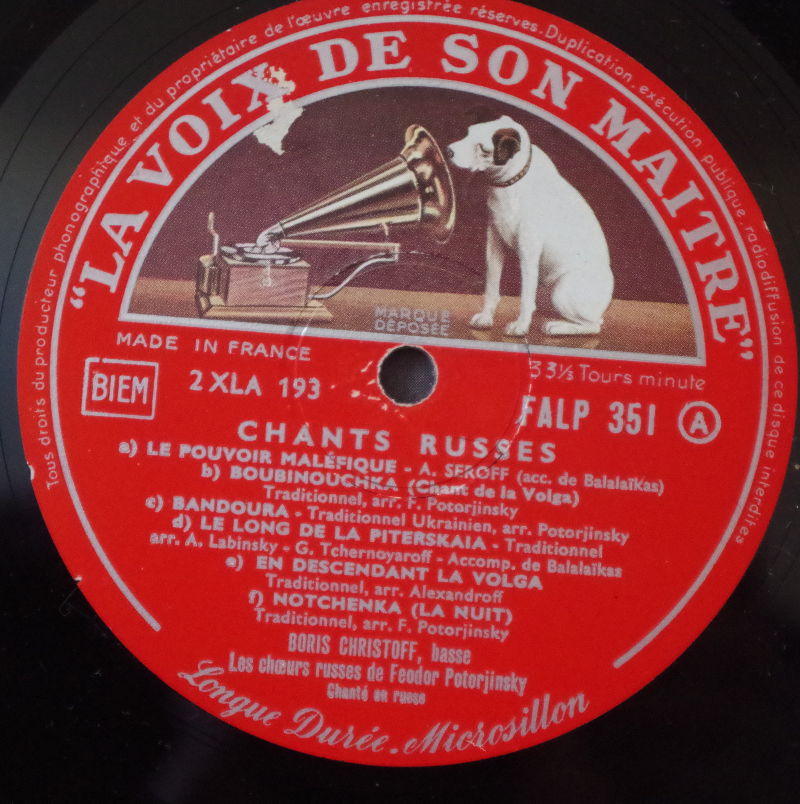 Tous droits du producteur phonographique et du propriétaire de l'œuvre enregistrée réservés. Duplication, exécution publique, radiodiffusion de ce disque interdites
"LA VOIX DE SON MAITRE"
MARQUE
DÉPOSÉE
MADE IN FRANCE
33⅓ Tours minute
BIEM
2 XLA 193
FALP 351 A
CHANTS RUSSES
a) LE POUVOIR MALÉFIQUE - A. SEROFF (acc. de Balalaïkas)
b) BOUBINOUCHKA (Chant de la Volga)
Traditionnel, arr. F. Potorjinsky
c) BANDOURA - Traditionnel Ukrainien, arr. Potorjinsky
d) LE LONG DE LA PITERSKAIA - Traditionnel
arr. A. Labinsky - G. Tchernoyaroff - Accomp. de Balalaïkas
e) EN DESCENDANT LA VOLGA
Traditionnel, arr. Alexandroff
f) NOTCHENKA (LA NUIT)
Traditionnel, arr. F. Potorjinsky
BORIS CHRISTOFF, basse
Les chœurs russes de Feodor Potorjinsky
Chanté en russe
Longue Durée - Microsillon